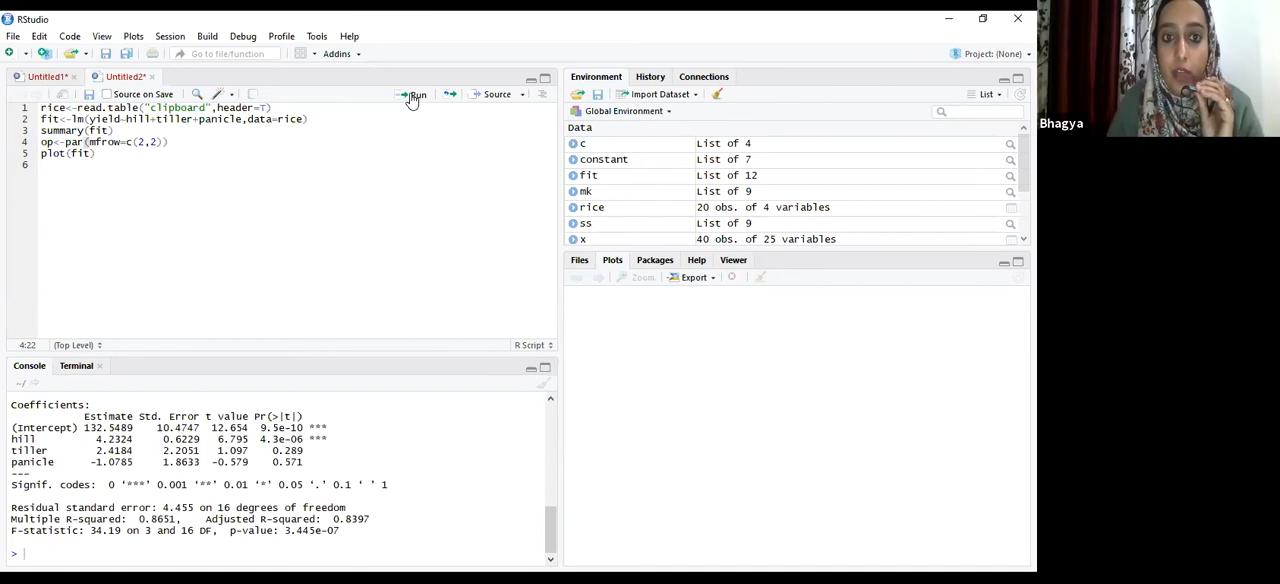 RStudio
File Edit Code View Plots Session Build Debug Profile Tools Help
Go to file/function Addins Project: (None)
Untitled1* Untitled2*
Source on Save Run Source
1 rice<-read.table("clipboard",header=T)
2 fit<-lm(yield~hill+tiller+panicle,data=rice)
3 summary(fit)
4 op<-par(mfrow=c(2,2))
5 plot(fit)
6
4:22 (Top Level) R Script
Console Terminal
~/
Coefficients:
Estimate Std. Error t value Pr(>|t|)
(Intercept) 132.5489 10.4747 12.654 9.5e-10 ***
hill 4.2324 0.6229 6.795 4.3e-06 ***
tiller 2.4184 2.2051 1.097 0.289
panicle -1.0785 1.8633 -0.579 0.571
---
Signif. codes: 0 ‘***’ 0.001 ‘**’ 0.01 ‘*’ 0.05 ‘.’ 0.1 ‘ ’ 1
Residual standard error: 4.455 on 16 degrees of freedom
Multiple R-squared: 0.8651, Adjusted R-squared: 0.8397
F-statistic: 34.19 on 3 and 16 DF, p-value: 3.445e-07
>
Environment History Connections
Import Dataset List
Global Environment
Data
c List of 4
constant List of 7
fit List of 12
mk List of 9
rice 20 obs. of 4 variables
ss List of 9
x 40 obs. of 25 variables
Files Plots Packages Help Viewer
Zoom Export
Bhagya